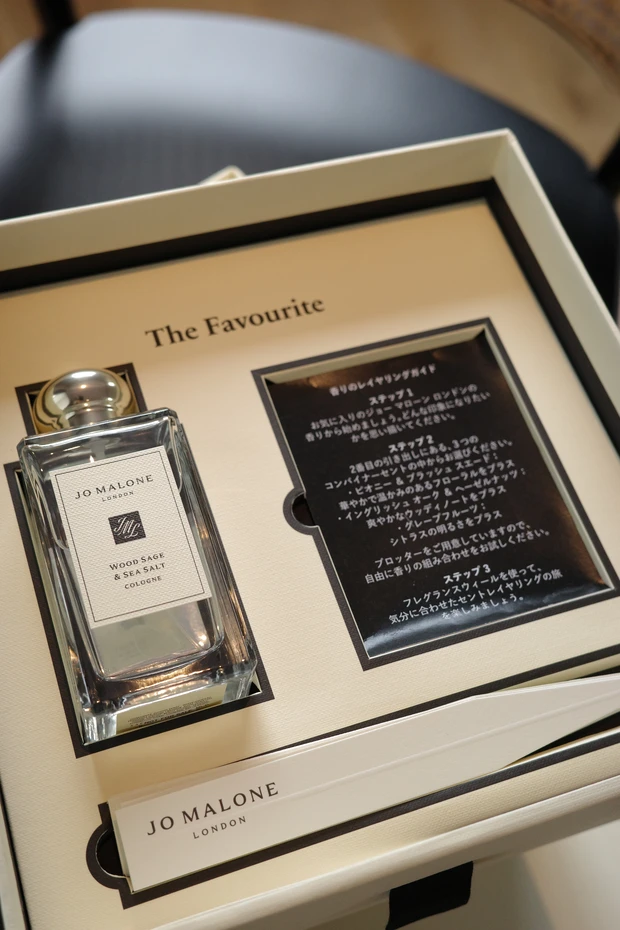 The Favourite
JO MALONE
LONDON
JML
WOOD SAGE
& SEA SALT
COLOGNE
香りのレイヤリングガイド
ステップ 1
お気に入りのジョー マローン ロンドンの
香りから始めましょう。どんな印象になりたい
かを思い描いてください。
ステップ 2
2番目の引き出しにある、3つの
コンバイナーセントの中からお選びください。
・ピオニー & ブラッシュ スエード：
華やかで温かみのあるフローラルをプラス
・イングリッシュ オーク & ヘーゼルナッツ：
爽やかなウッディノートをプラス
・グレープフルーツ：
シトラスの明るさをプラス
ブロッターをご用意していますので、
自由に香りの組み合わせをお試しください。
ステップ 3
フレグランスウィールを使って、
気分に合わせたセントレイヤリングの旅
を楽しみましょう。
JO MALONE
LONDON